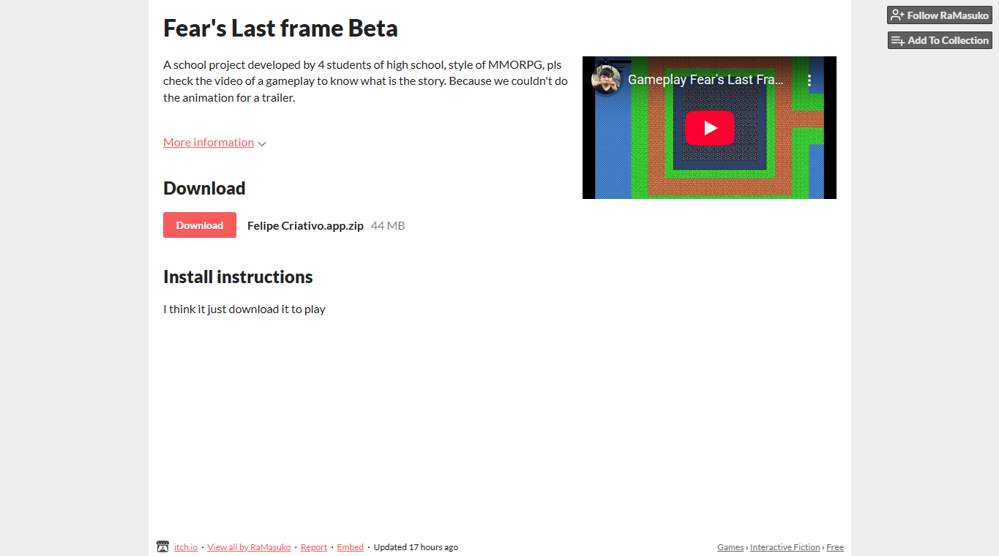 Fear's Last frame Beta
Follow RaMasuko
Add To Collection
A school project developed by 4 students of high school, style of MMORPG, pls
check the video of a gameplay to know what is the story. Because we couldn't do
the animation for a trailer.
Gameplay Fear's Last Fra...
More information
Download
Download Felipe Criativo.app.zip 44 MB
Install instructions
I think it just download it to play
itch.io · View all by RaMasuko · Report · Embed · Updated 17 hours ago
Games › Interactive Fiction › Free